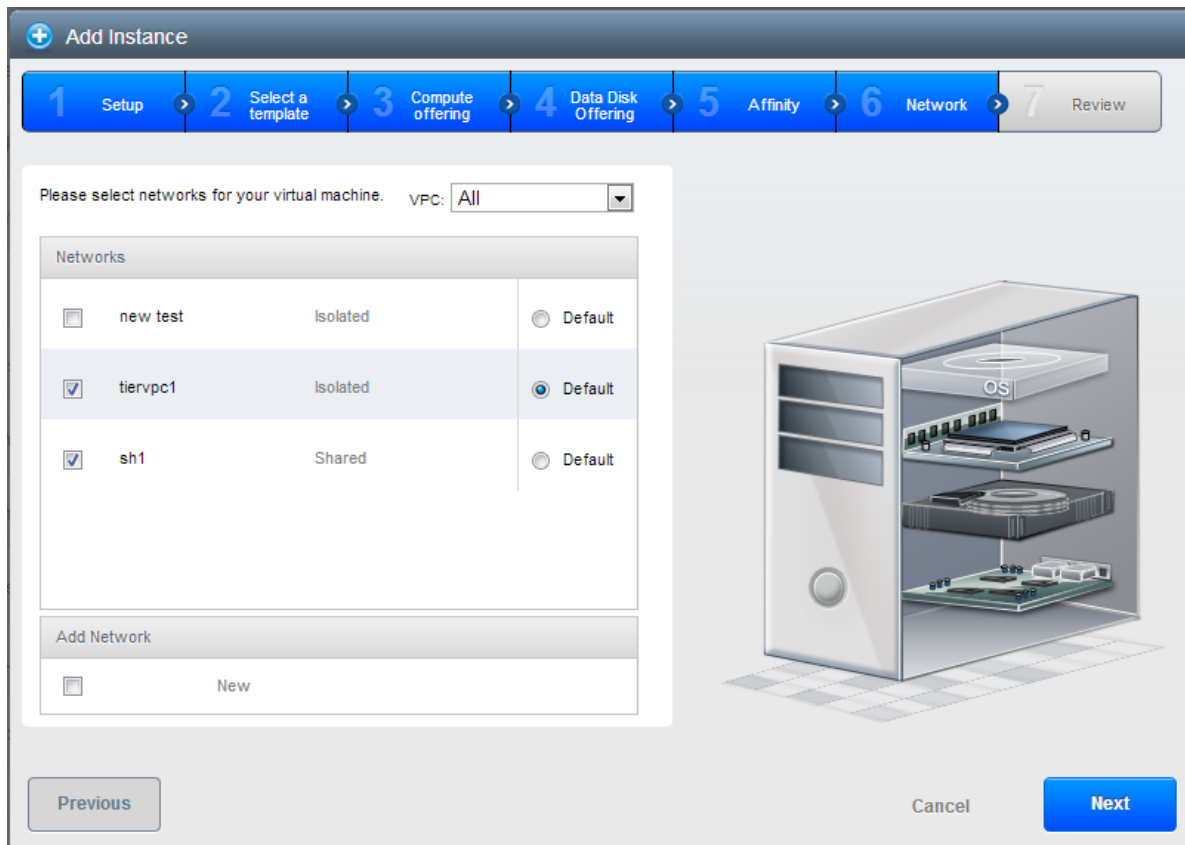 Add Instance
1 Setup 2 Select a template 3 Compute offering 4 Data Disk Offering 5 Affinity 6 Network 7 Review
Please select networks for your virtual machine. VPC: All
Networks
new test Isolated Default
tiervpc1 Isolated Default
sh1 Shared Default
OS
Add Network
New
Previous Cancel Next